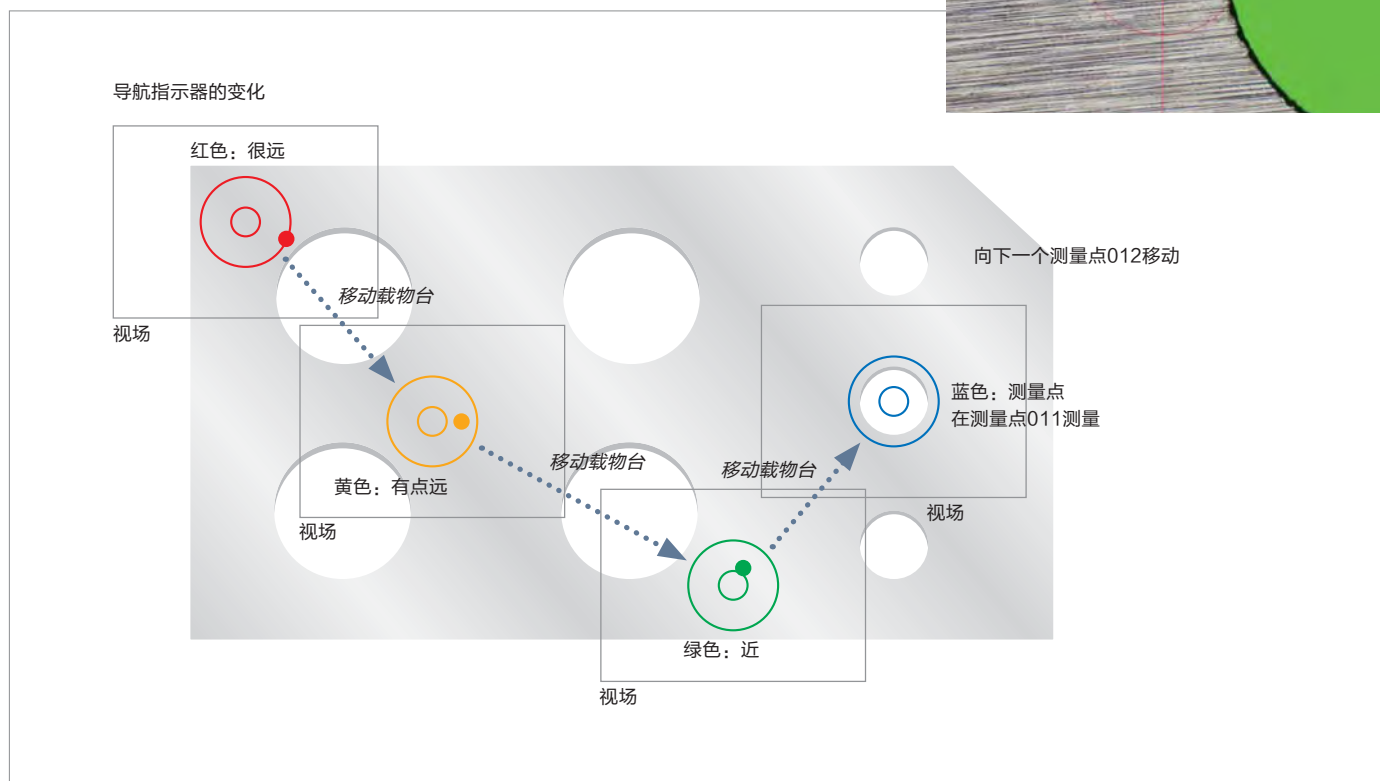 导航指示器的变化
红色：很远
向下一个测量点012移动
移动载物台
视场
蓝色：测量点
在测量点011测量
移动载物台
移动载物台
黄色：有点远
视场
视场
绿色：近
视场